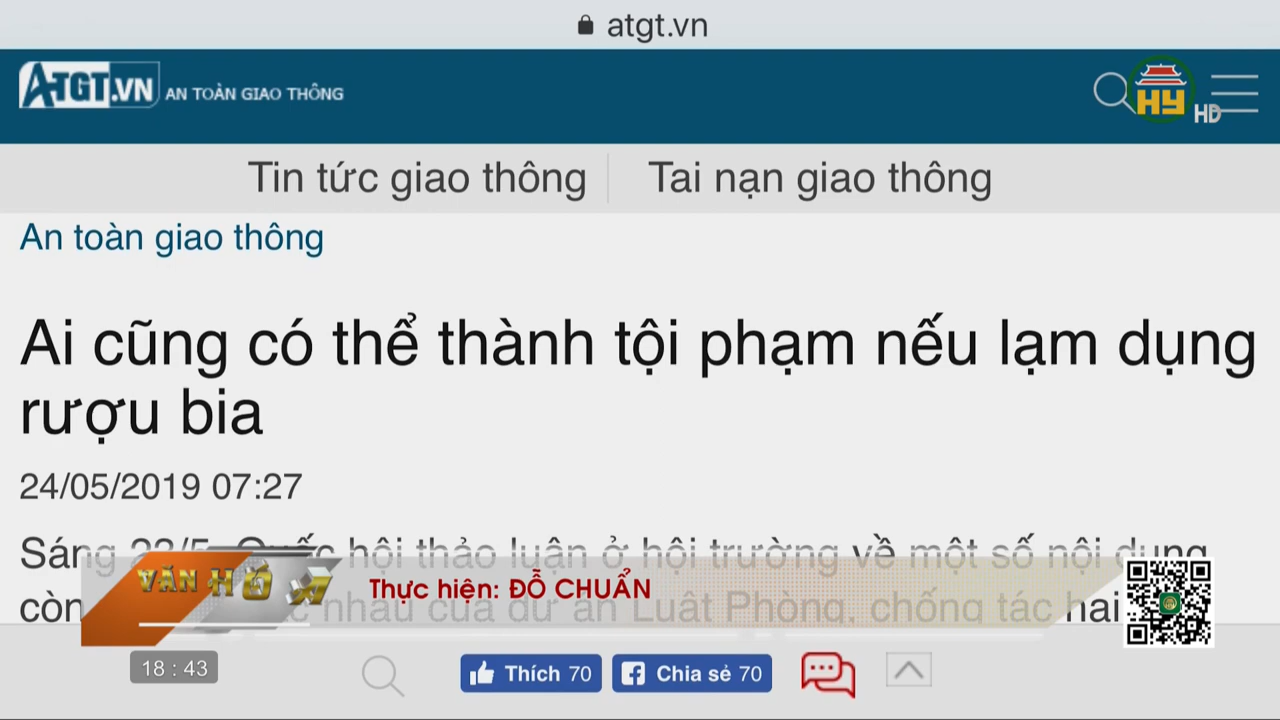 atgt.vn
ATGT.VN AN TOÀN GIAO THÔNG
HY HD
Tin tức giao thông
Tai nạn giao thông
An toàn giao thông
Ai cũng có thể thành tội phạm nếu lạm dụng
rượu bia
24/05/2019 07:27
Sáng 23/5, Quốc hội thảo luận ở hội trường về một số nội dung
còn nhau của dự án Luật Phòng, chống tác hại
VĂN HÓA
Thực hiện: ĐỖ CHUẨN
18 : 43
Thích 70
Chia sẻ 70